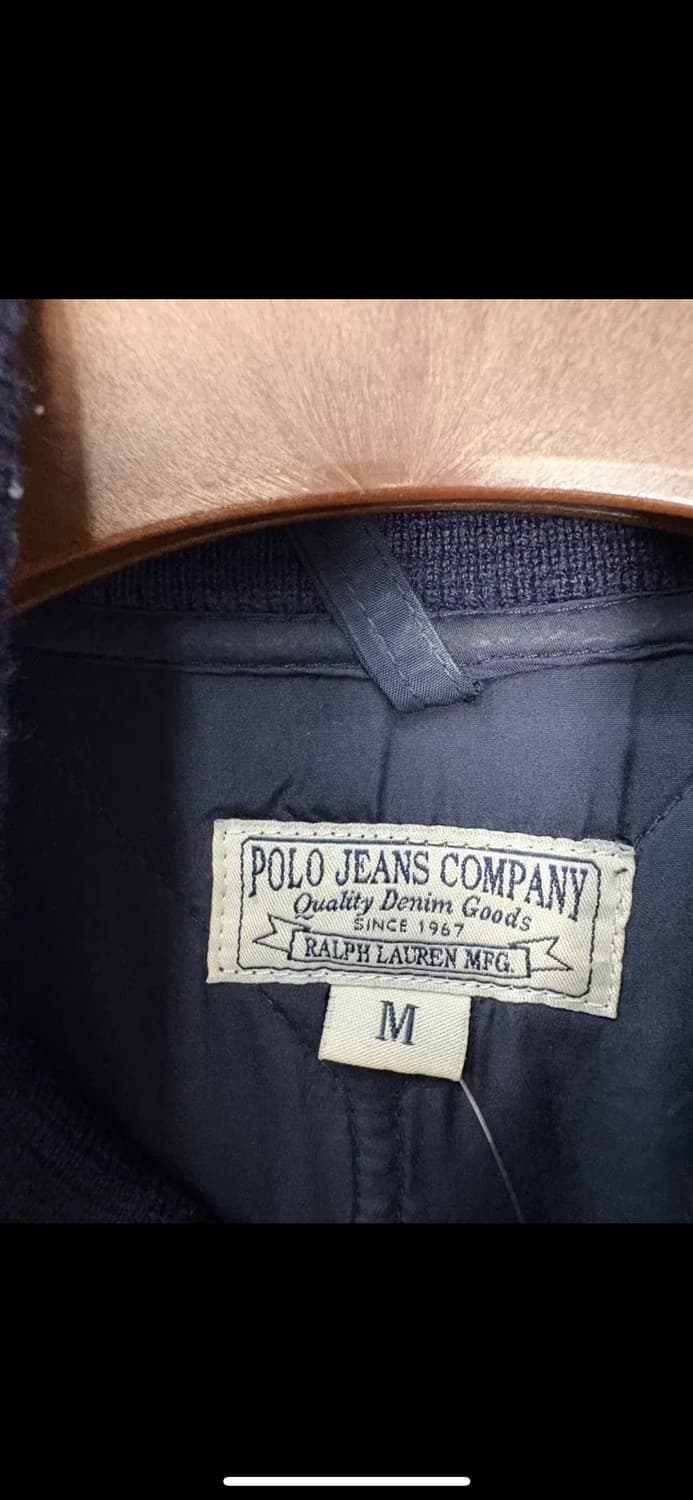 POLO JEANS COMPANY
Quality Denim Goods
SINCE 1967
RALPH LAUREN MFG.
M